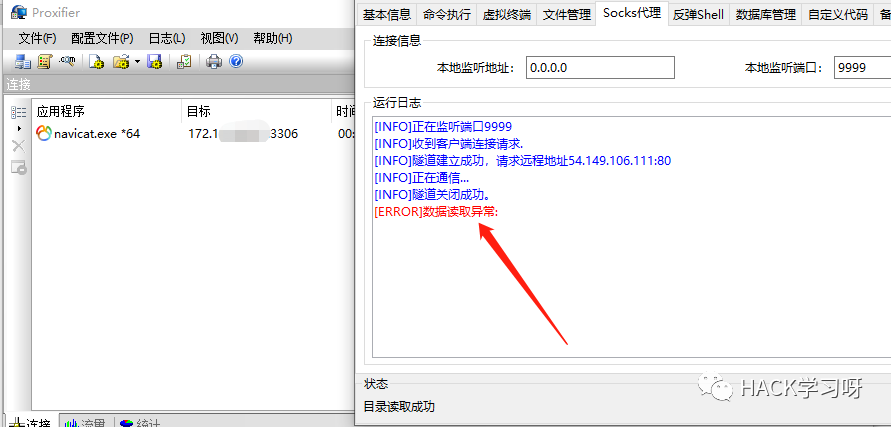 Proxifier
文件(F) 配置文件(P) 日志(L) 视图(V) 帮助(H)
.com
连接
应用程序 目标
navicat.exe *64 172.1 3306 00:
连接 流量 统计
基本信息 命令执行 虚拟终端 文件管理 Socks代理 反弹Shell 数据库管理 自定义代码
连接信息
本地监听地址： 0.0.0.0 本地监听端口： 9999
运行日志
[INFO]正在监听端口9999
[INFO]收到客户端连接请求.
[INFO]隧道建立成功，请求远程地址54.149.106.111:80
[INFO]正在通信...
[INFO]隧道关闭成功。
[ERROR]数据读取异常:
HACK学习呀
状态
目录读取成功